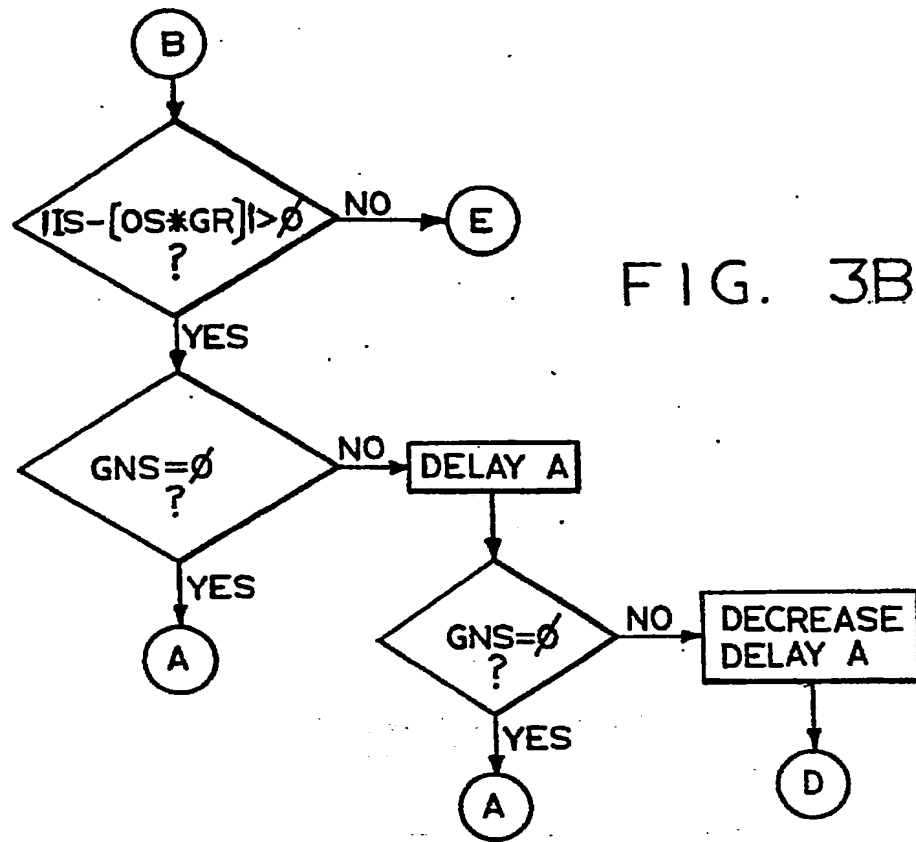 B
|IS-[OS*GR]|>Ø
?
NO
E
FIG. 3B
YES
GNS=Ø
?
NO
DELAY A
YES
A
GNS=Ø
?
NO
DECREASE
DELAY A
YES
A
D